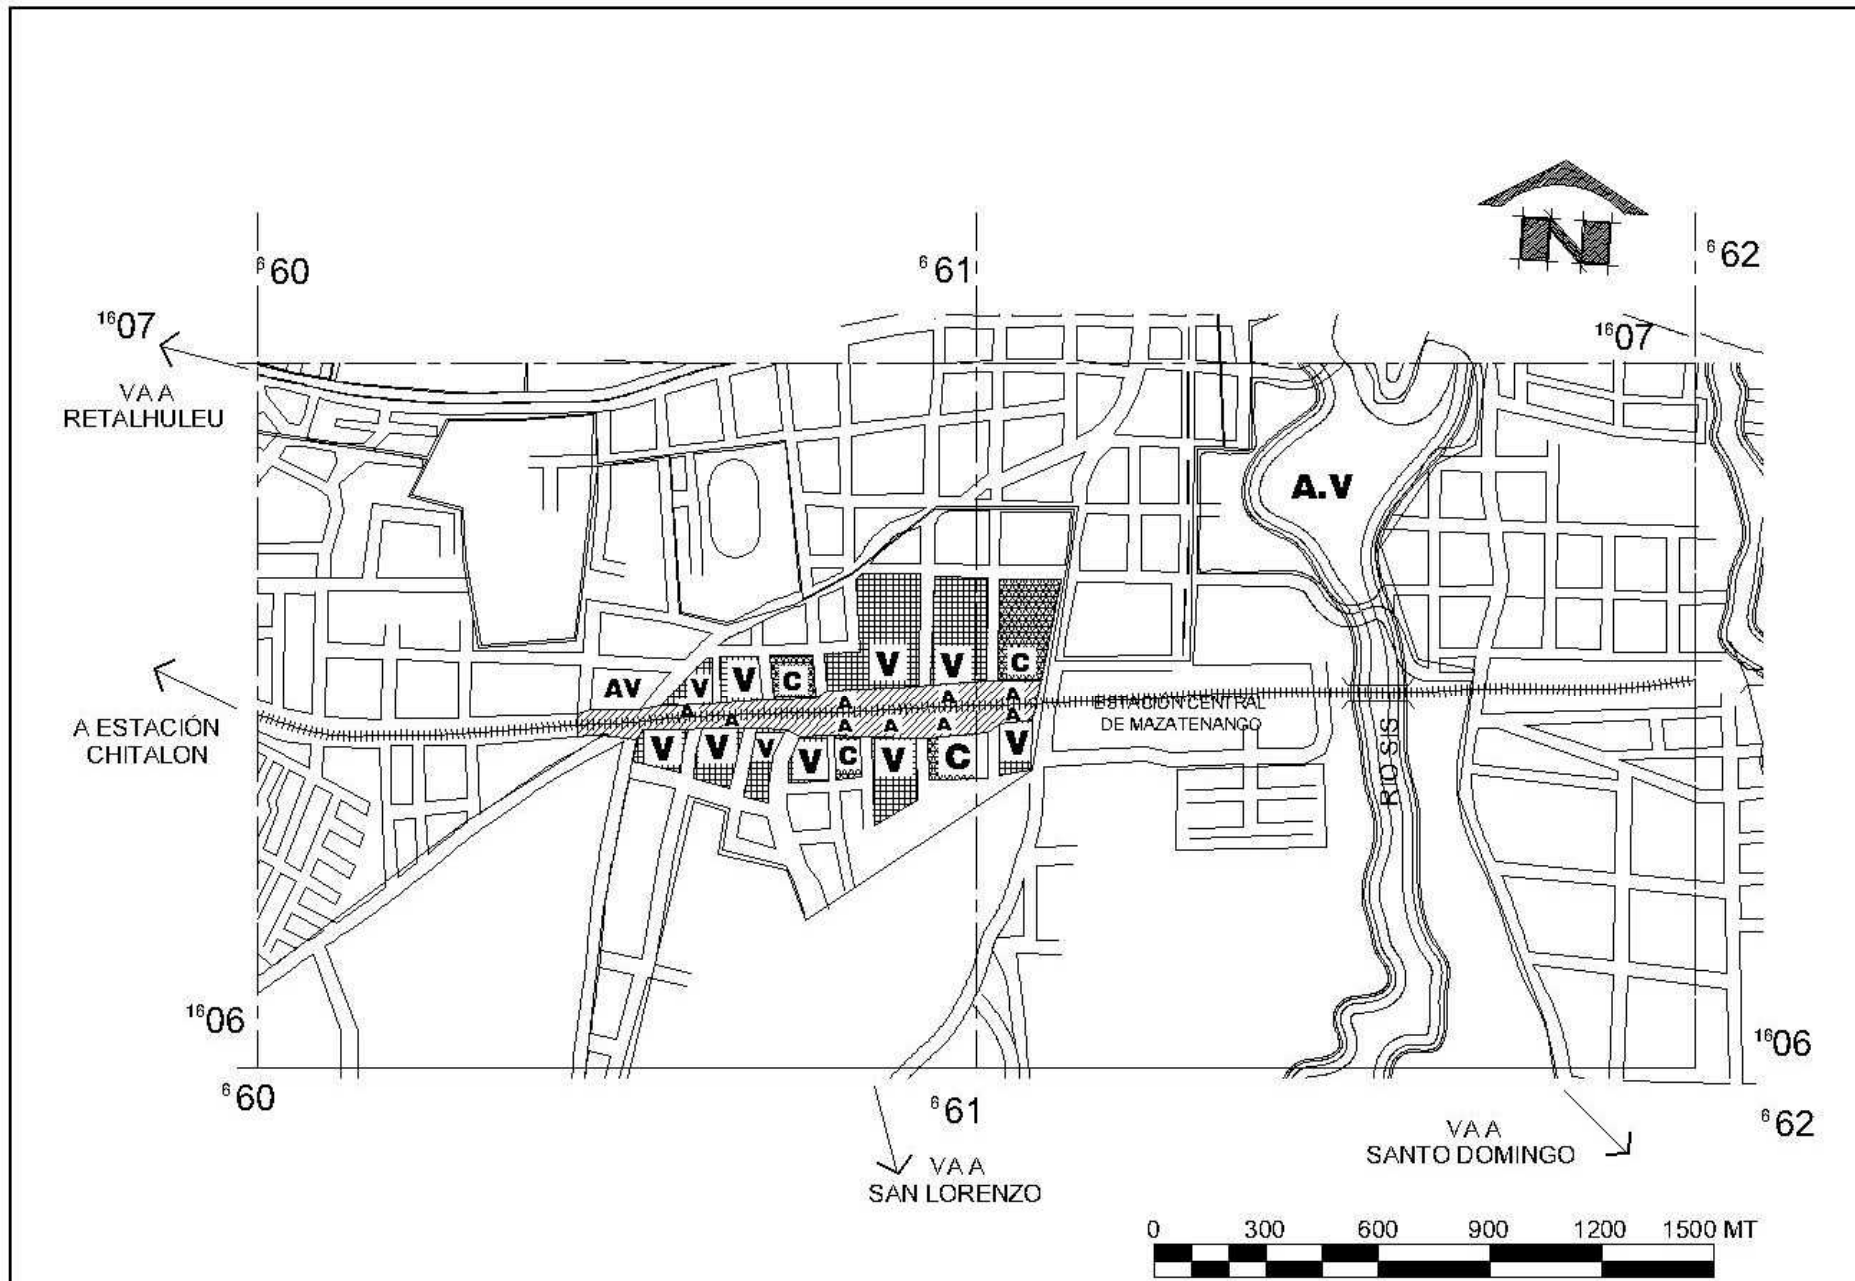 N
⁶60
⁶61
⁶62
¹⁶07
¹⁶07
VA A
RETALHULEU
A.V
V
V
C
V
V
C
AV
A
A
A
A
A
A
A
A
A
ESTACIÓN CENTRAL
DE MAZATENANGO
A ESTACIÓN
CHITALON
V
V
V
V
C
V
C
V
RIO SIS
¹⁶06
¹⁶06
⁶60
⁶61
⁶62
VA A
SANTO DOMINGO
VA A
SAN LORENZO
0 300 600 900 1200 1500 MT